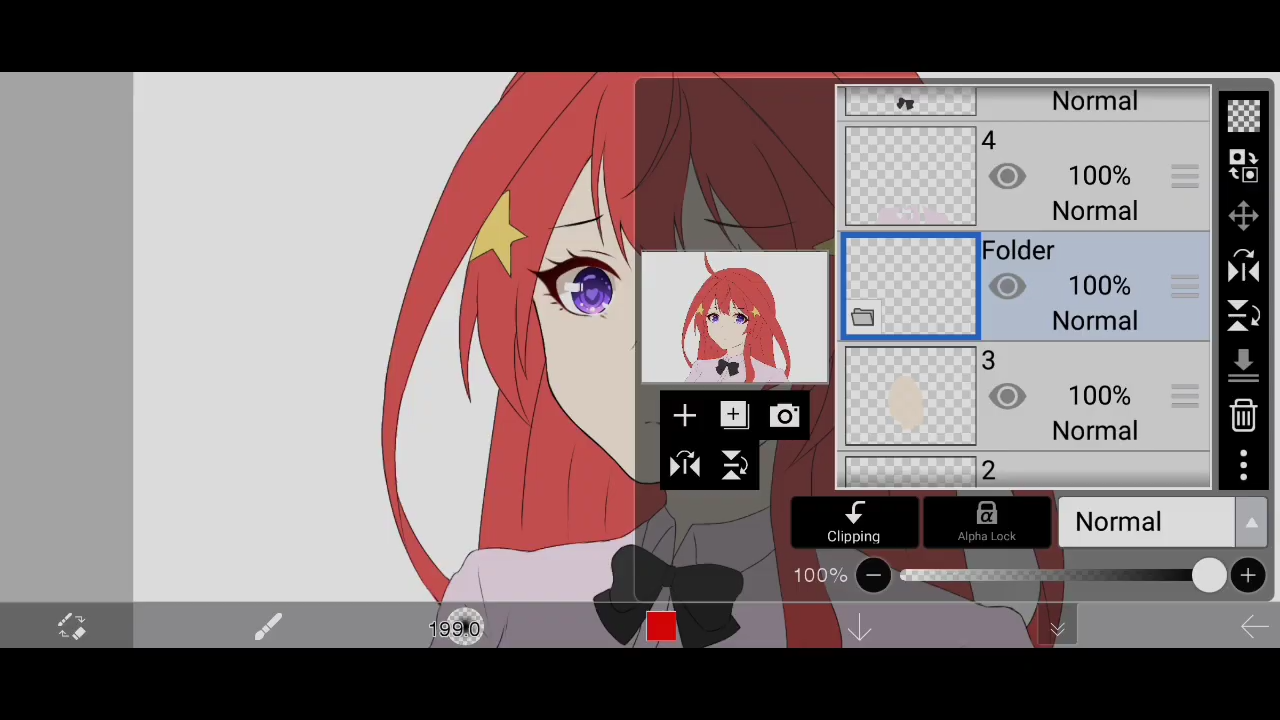 Normal
4
100%
Normal
Folder
100%
Normal
3
100%
Normal
2
Clipping
α
Alpha Lock
Normal
100%
199.0